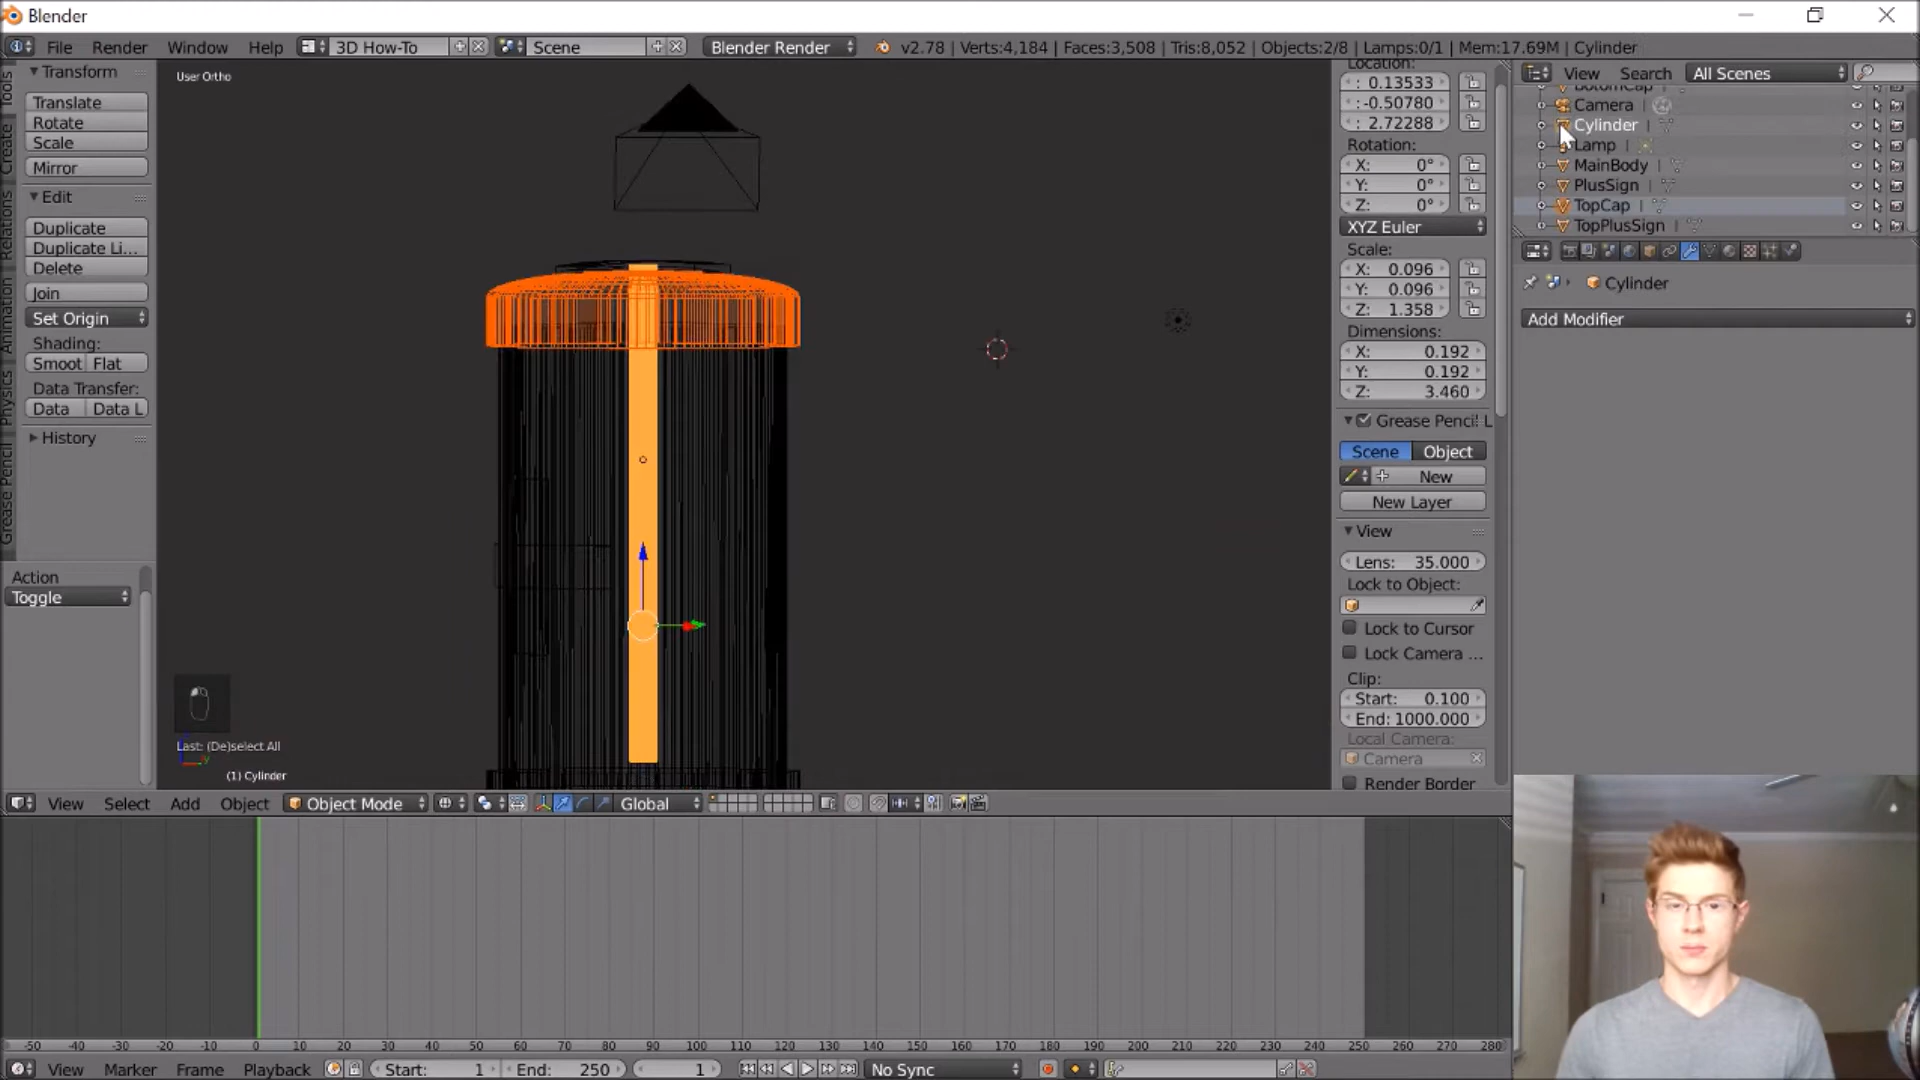 Blender
File Render Window Help 3D How-To Scene Blender Render v2.78 | Verts:4,184 | Faces:3,508 | Tris:8,052 | Objects:2/8 | Lamps:0/1 | Mem:17.69M | Cylinder
Tools
Create
Relations
Animation
Physics
Grease Pencil
Transform
Translate
Rotate
Scale
Mirror
Edit
Duplicate
Duplicate Li...
Delete
Join
Set Origin
Shading:
Smoot Flat
Data Transfer:
Data Data L
History
Action
Toggle
User Ortho
Last: (De)select All
(1) Cylinder
Location:
: 0.13533
:-0.50780
: 2.72288
Rotation:
X: 0°
Y: 0°
Z: 0°
XYZ Euler
Scale:
X: 0.096
Y: 0.096
Z: 1.358
Dimensions:
X: 0.192
Y: 0.192
Z: 3.460
Grease Pencil L
Scene Object
New
New Layer
View
Lens: 35.000
Lock to Object:
Lock to Cursor
Lock Camera ...
Clip:
Start: 0.100
End: 1000.000
Local Camera:
Camera
Render Border
View Search All Scenes
BotomCap
Camera
Cylinder
Lamp
MainBody
PlusSign
TopCap
TopPlusSign
Cylinder
Add Modifier
View Select Add Object Object Mode Global
-50 -40 -30 -20 -10 0 10 20 30 40 50 60 70 80 90 100 110 120 130 140 150 160 170 180 190 200 210 220 230 240 250 260 270 280
View Marker Frame Playback Start: 1 End: 250 1 No Sync